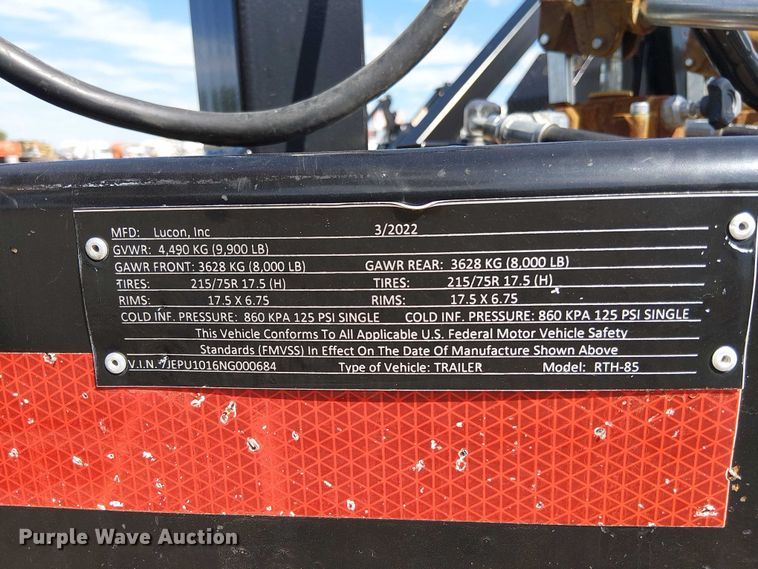 MFD: Lucon, Inc 3/2022
GVWR: 4,490 KG (9,900 LB)
GAWR FRONT: 3628 KG (8,000 LB) GAWR REAR: 3628 KG (8,000 LB)
TIRES: 215/75R 17.5 (H) TIRES: 215/75R 17.5 (H)
RIMS: 17.5 X 6.75 RIMS: 17.5 X 6.75
COLD INF. PRESSURE: 860 KPA 125 PSI SINGLE COLD INF. PRESSURE: 860 KPA 125 PSI SINGLE
This Vehicle Conforms To All Applicable U.S. Federal Motor Vehicle Safety
Standards (FMVSS) In Effect On The Date Of Manufacture Shown Above
V.I.N. 7JEPU1016NG000684 Type of Vehicle: TRAILER Model: RTH-85
Purple Wave Auction